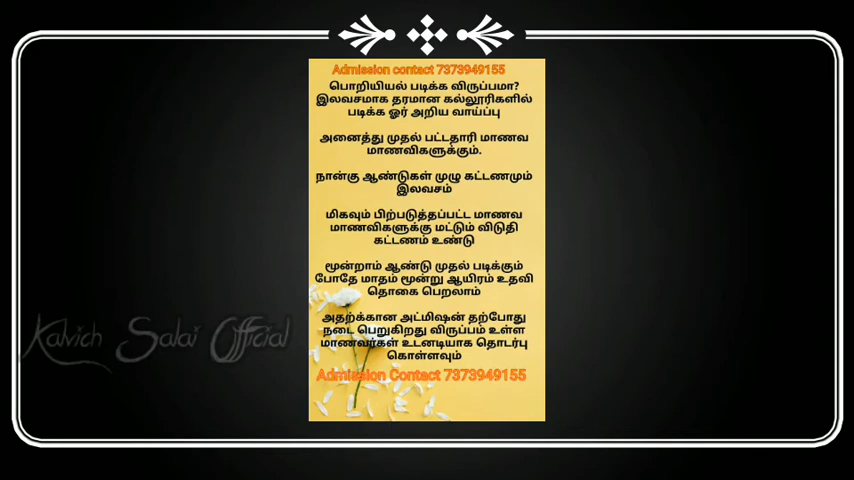 Admission contact 7373949155
பொறியியல் படிக்க விருப்பமா?
இலவசமாக தரமான கல்லூரிகளில்
படிக்க ஓர் அறிய வாய்ப்பு
அனைத்து முதல் பட்டதாரி மாணவ
மாணவிகளுக்கும்.
நான்கு ஆண்டுகள் முழு கட்டணமும்
இலவசம்
மிகவும் பிற்படுத்தப்பட்ட மாணவ
மாணவிகளுக்கு மட்டும் விடுதி
கட்டணம் உண்டு
மூன்றாம் ஆண்டு முதல் படிக்கும்
போதே மாதம் மூன்று ஆயிரம் உதவி
தொகை பெறலாம்
அதற்க்கான அட்மிஷன் தற்போது
நடை பெறுகிறது விருப்பம் உள்ள
மாணவர்கள் உடனடியாக தொடர்பு
கொள்ளவும்
Admission Contact 7373949155
Kalvich Salai Official